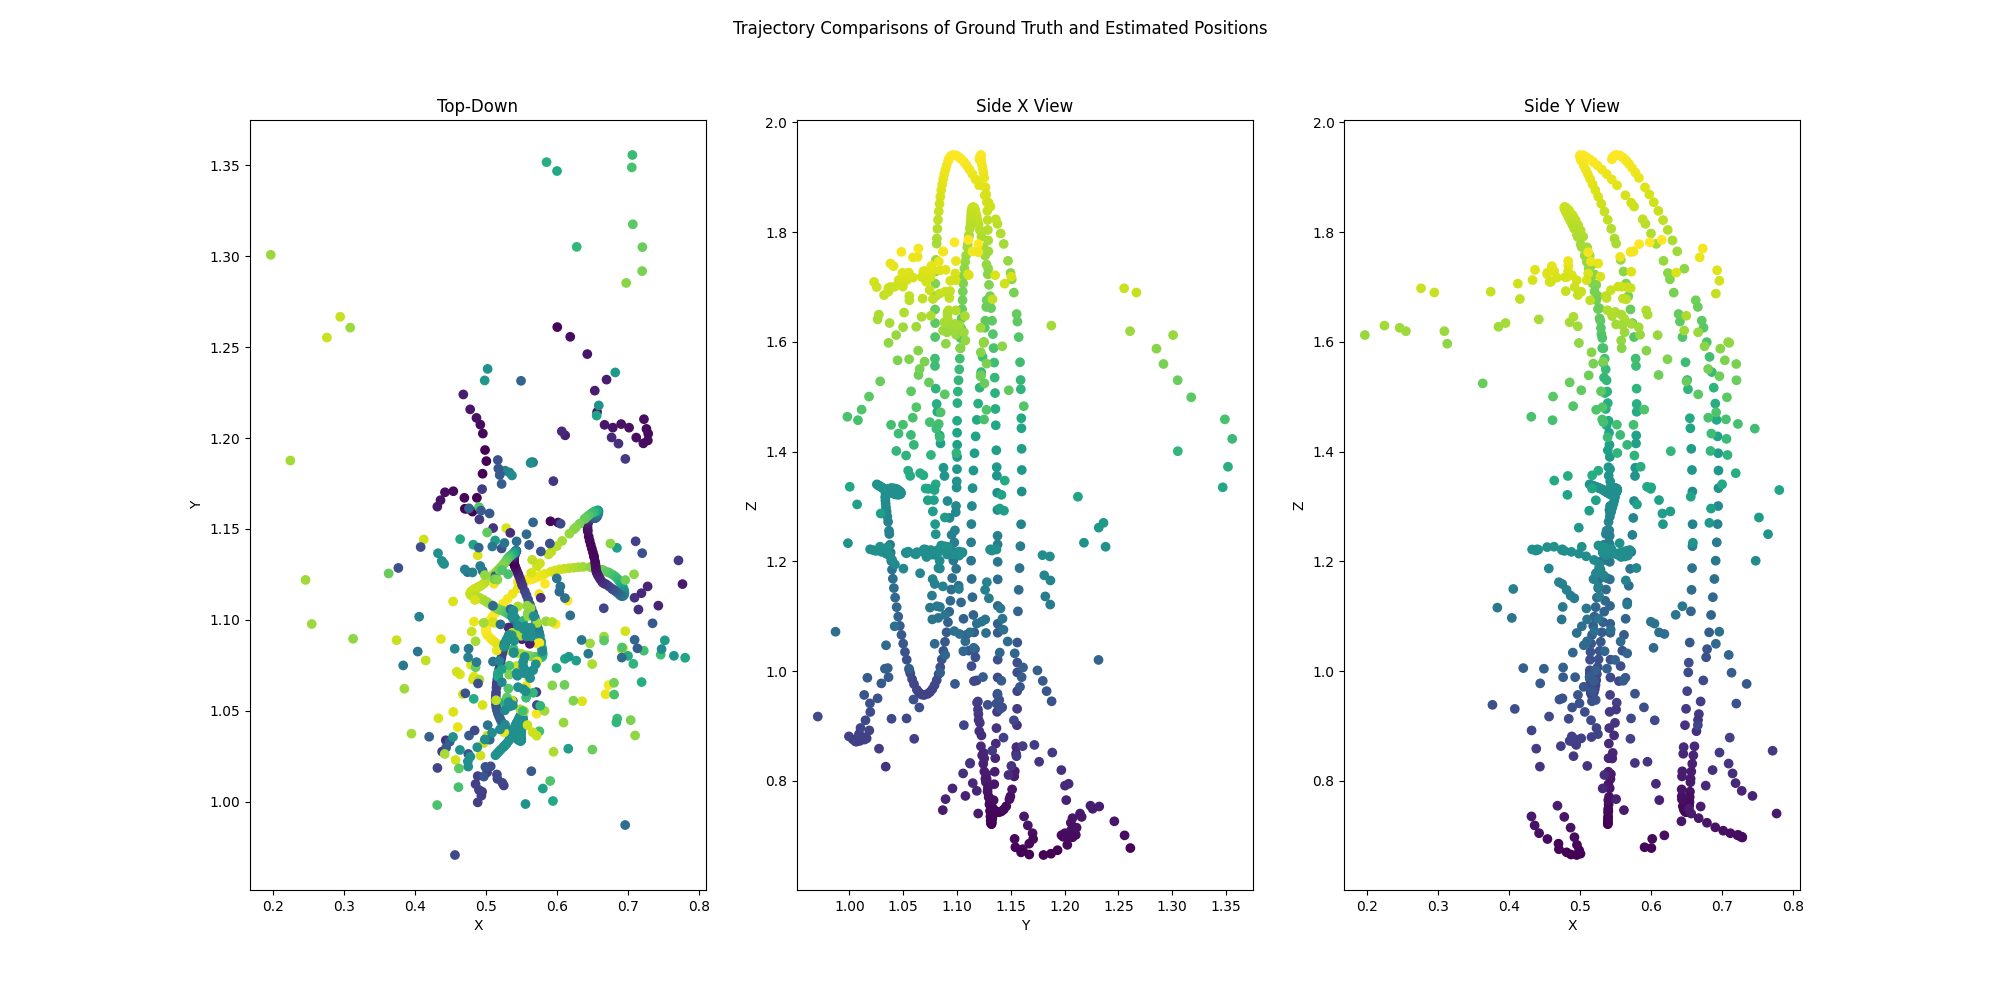 Trajectory Comparisons of Ground Truth and Estimated Positions
Top-Down
Y
1.35
1.30
1.25
1.20
1.15
1.10
1.05
1.00
0.2 0.3 0.4 0.5 0.6 0.7 0.8
X
Side X View
Z
2.0
1.8
1.6
1.4
1.2
1.0
0.8
1.00 1.05 1.10 1.15 1.20 1.25 1.30 1.35
Y
Side Y View
Z
2.0
1.8
1.6
1.4
1.2
1.0
0.8
0.2 0.3 0.4 0.5 0.6 0.7 0.8
X